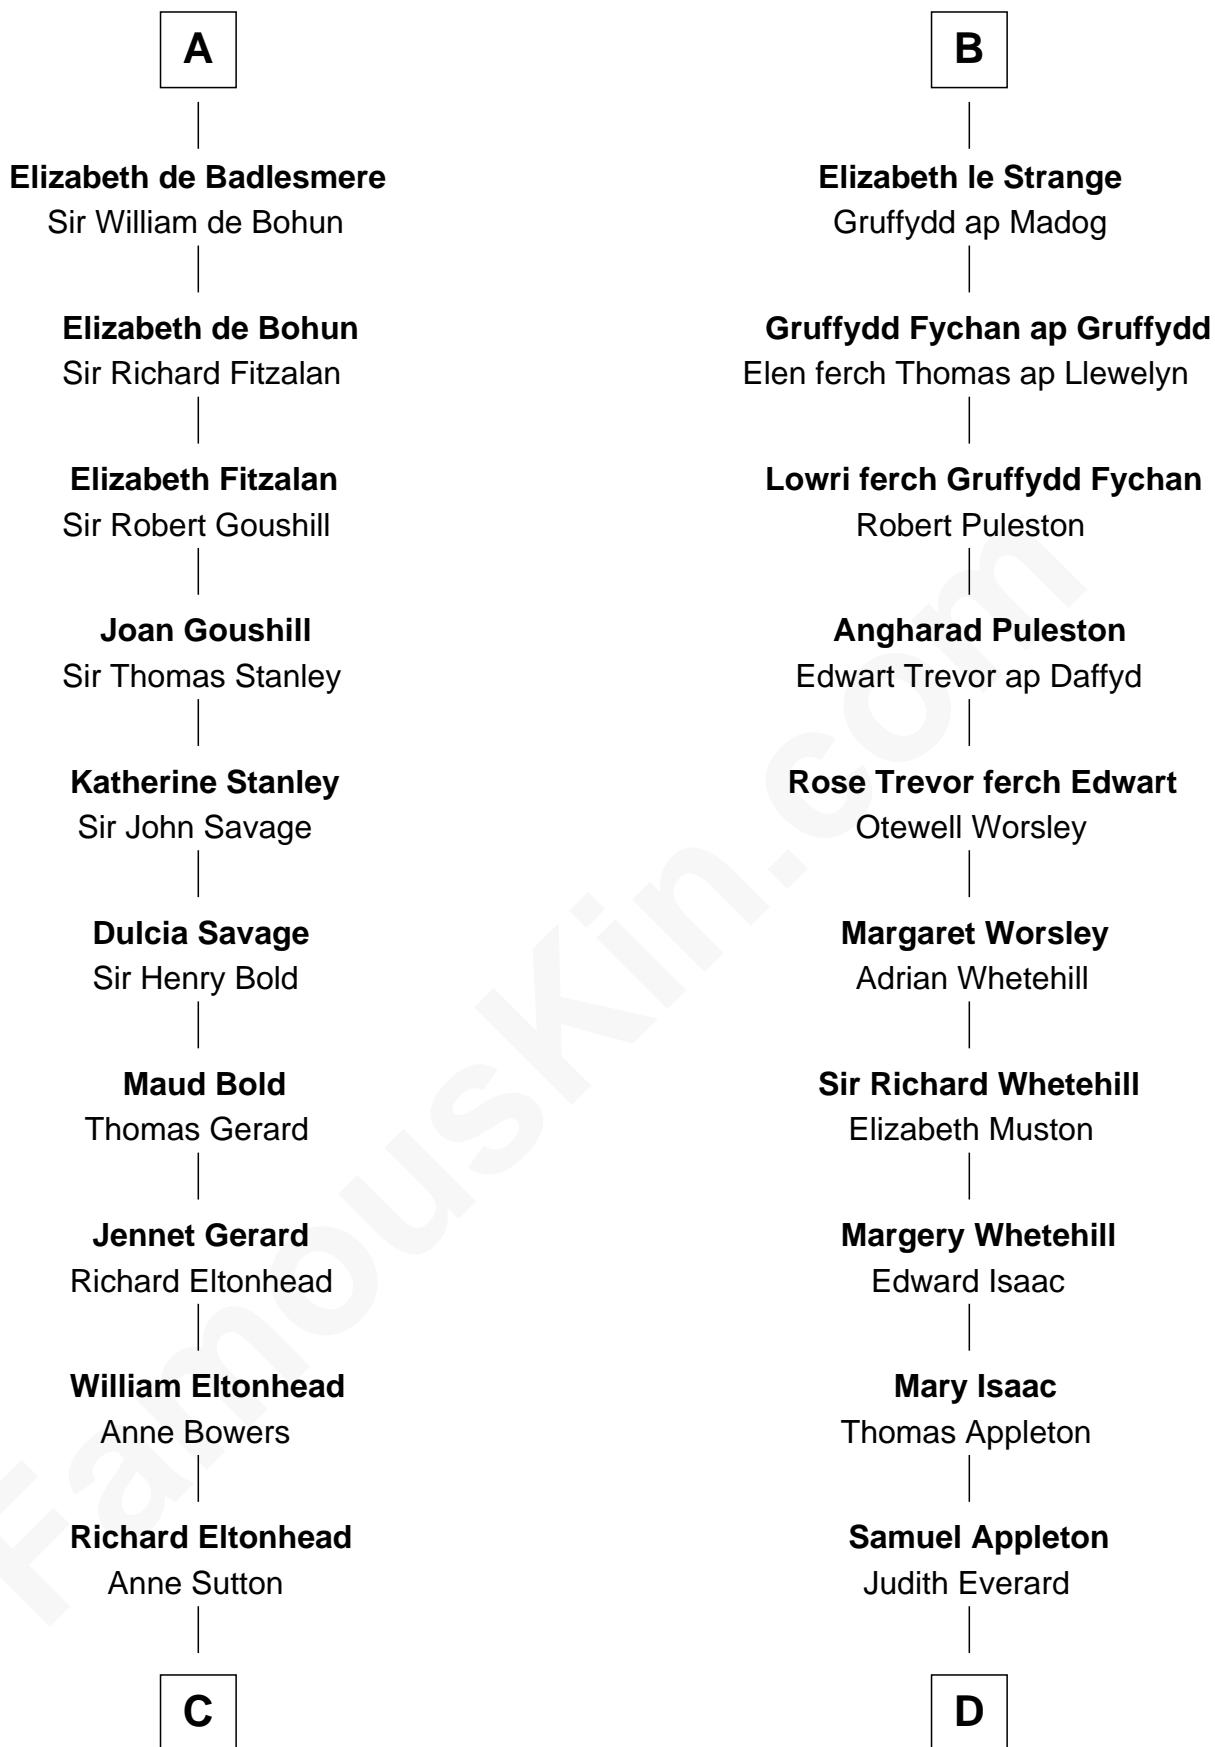 A
Elizabeth de Badlesmere
Sir William de Bohun
Elizabeth de Bohun
Sir Richard Fitzalan
Elizabeth Fitzalan
Sir Robert Goushill
Joan Goushill
Sir Thomas Stanley
Katherine Stanley
Sir John Savage
Dulcia Savage
Sir Henry Bold
Maud Bold
Thomas Gerard
Jennet Gerard
Richard Eltonhead
William Eltonhead
Anne Bowers
Richard Eltonhead
Anne Sutton
C
B
Elizabeth le Strange
Gruffydd ap Madog
Gruffydd Fychan ap Gruffydd
Elen ferch Thomas ap Llewelyn
Lowri ferch Gruffydd Fychan
Robert Puleston
Angharad Puleston
Edwart Trevor ap Daffyd
Rose Trevor ferch Edwart
Otewell Worsley
Margaret Worsley
Adrian Whetehill
Sir Richard Whetehill
Elizabeth Muston
Margery Whetehill
Edward Isaac
Mary Isaac
Thomas Appleton
Samuel Appleton
Judith Everard
D
FamousKin.com